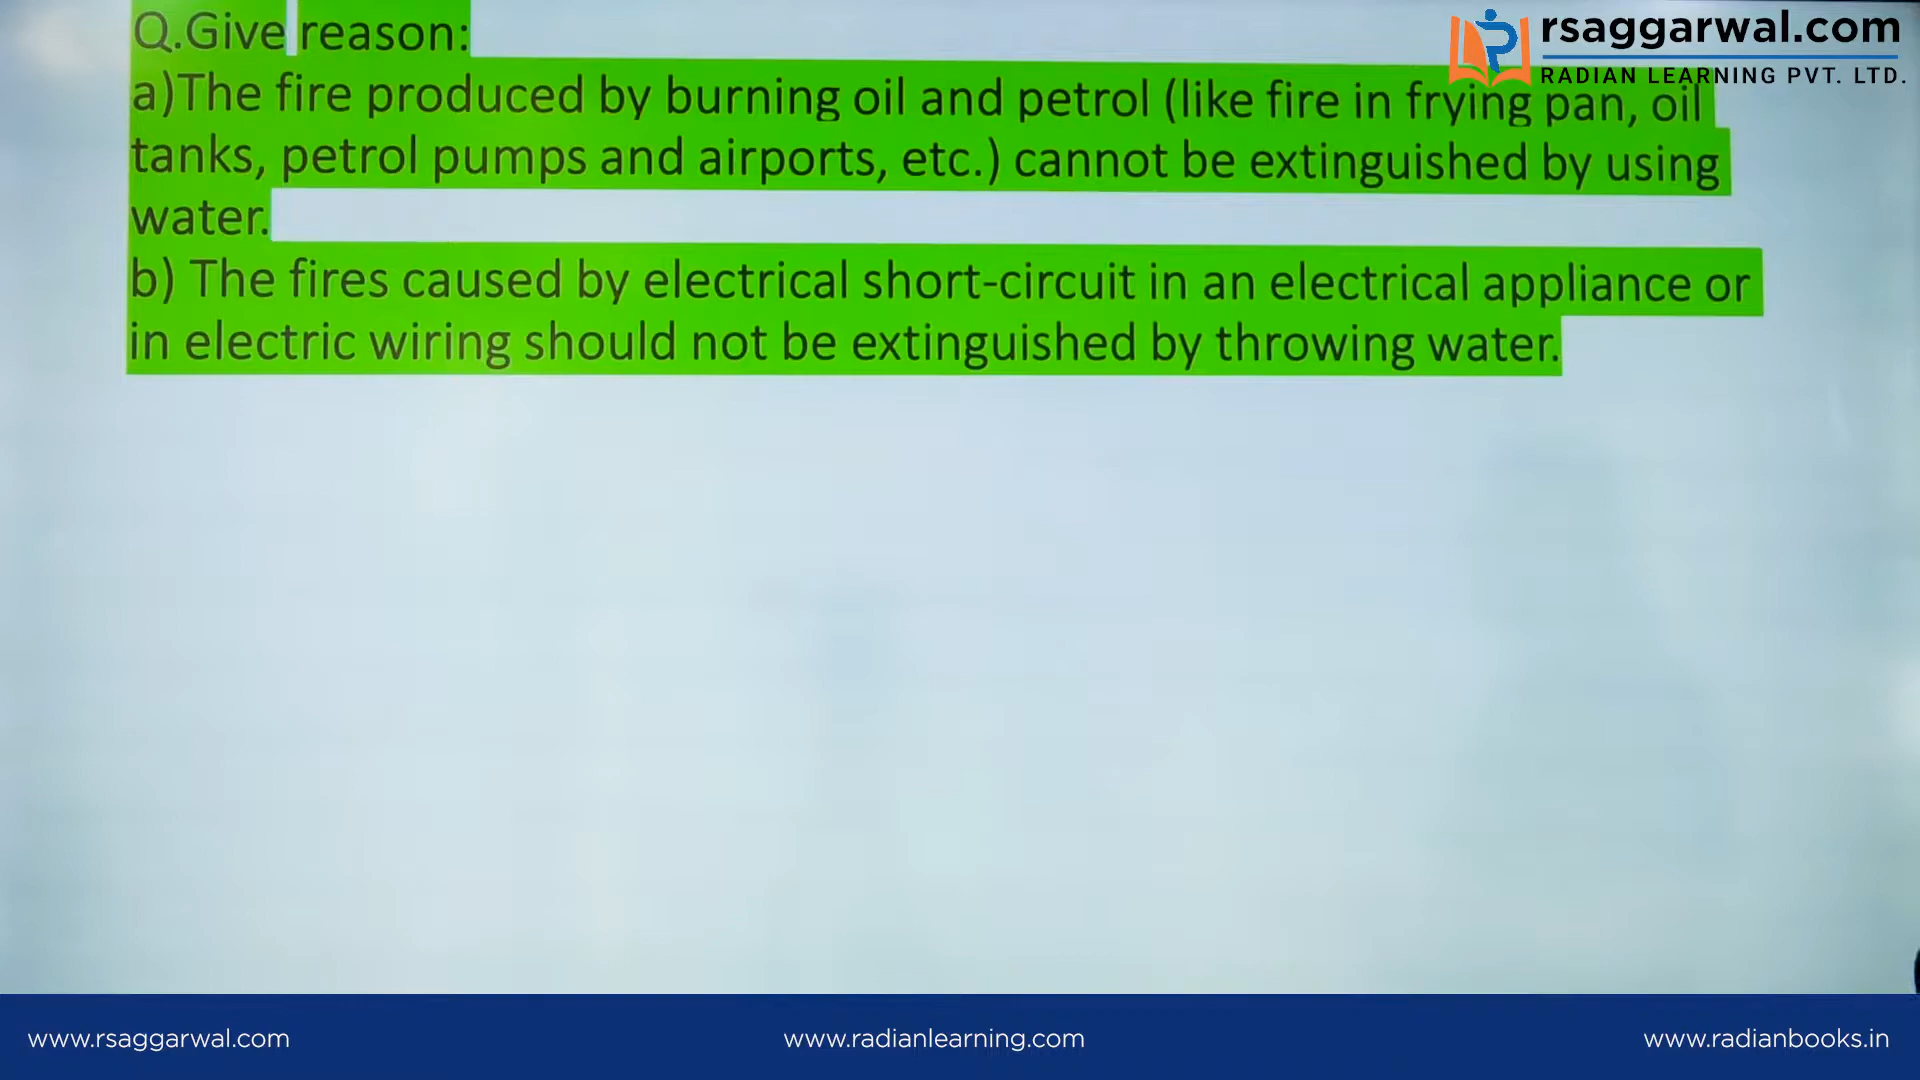 Q.Give reason:
rsaggarwal.com
RADIAN LEARNING PVT. LTD.
a)The fire produced by burning oil and petrol (like fire in frying pan, oil
tanks, petrol pumps and airports, etc.) cannot be extinguished by using
water.
b) The fires caused by electrical short-circuit in an electrical appliance or
in electric wiring should not be extinguished by throwing water.
www.rsaggarwal.com
www.radianlearning.com
www.radianbooks.in